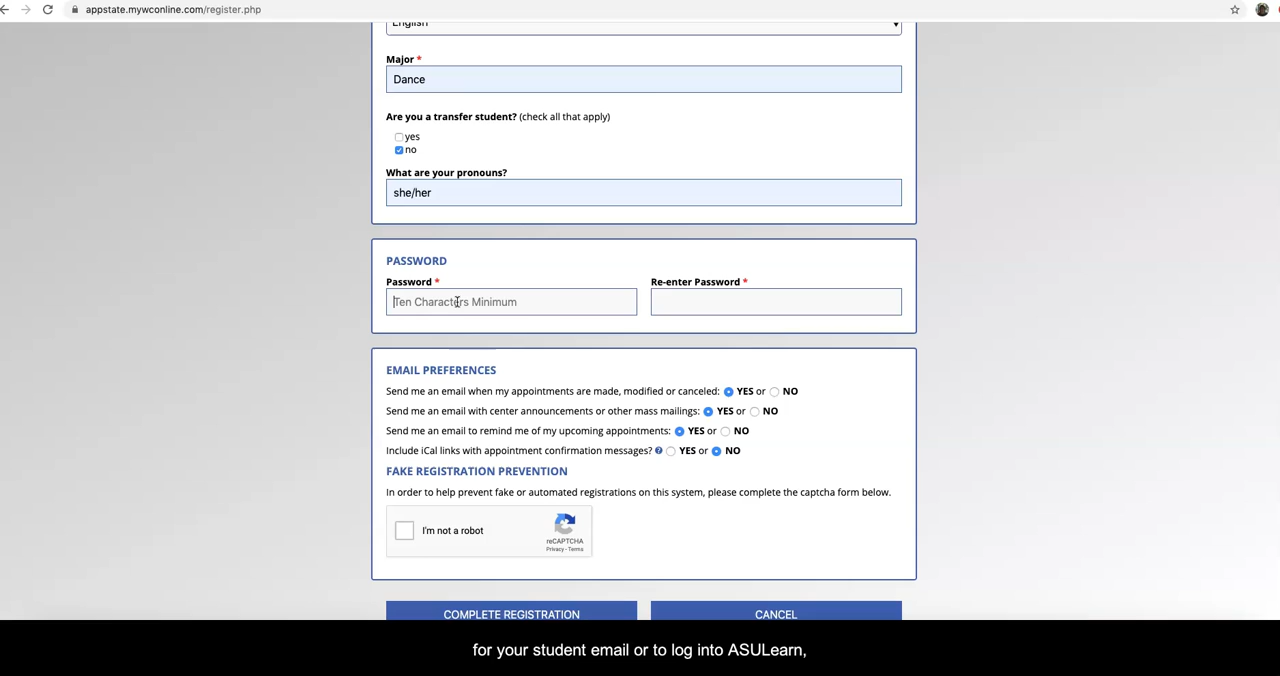 appstate.mywconline.com/register.php
English
Major *
Dance
Are you a transfer student? (check all that apply)
yes
no
What are your pronouns?
she/her
PASSWORD
Password *
Re-enter Password *
Ten Characters Minimum
EMAIL PREFERENCES
Send me an email when my appointments are made, modified or canceled: YES or NO
Send me an email with center announcements or other mass mailings: YES or NO
Send me an email to remind me of my upcoming appointments: YES or NO
Include iCal links with appointment confirmation messages? ? YES or NO
FAKE REGISTRATION PREVENTION
In order to help prevent fake or automated registrations on this system, please complete the captcha form below.
I'm not a robot
reCAPTCHA
Privacy - Terms
COMPLETE REGISTRATION
CANCEL
for your student email or to log into ASULearn,